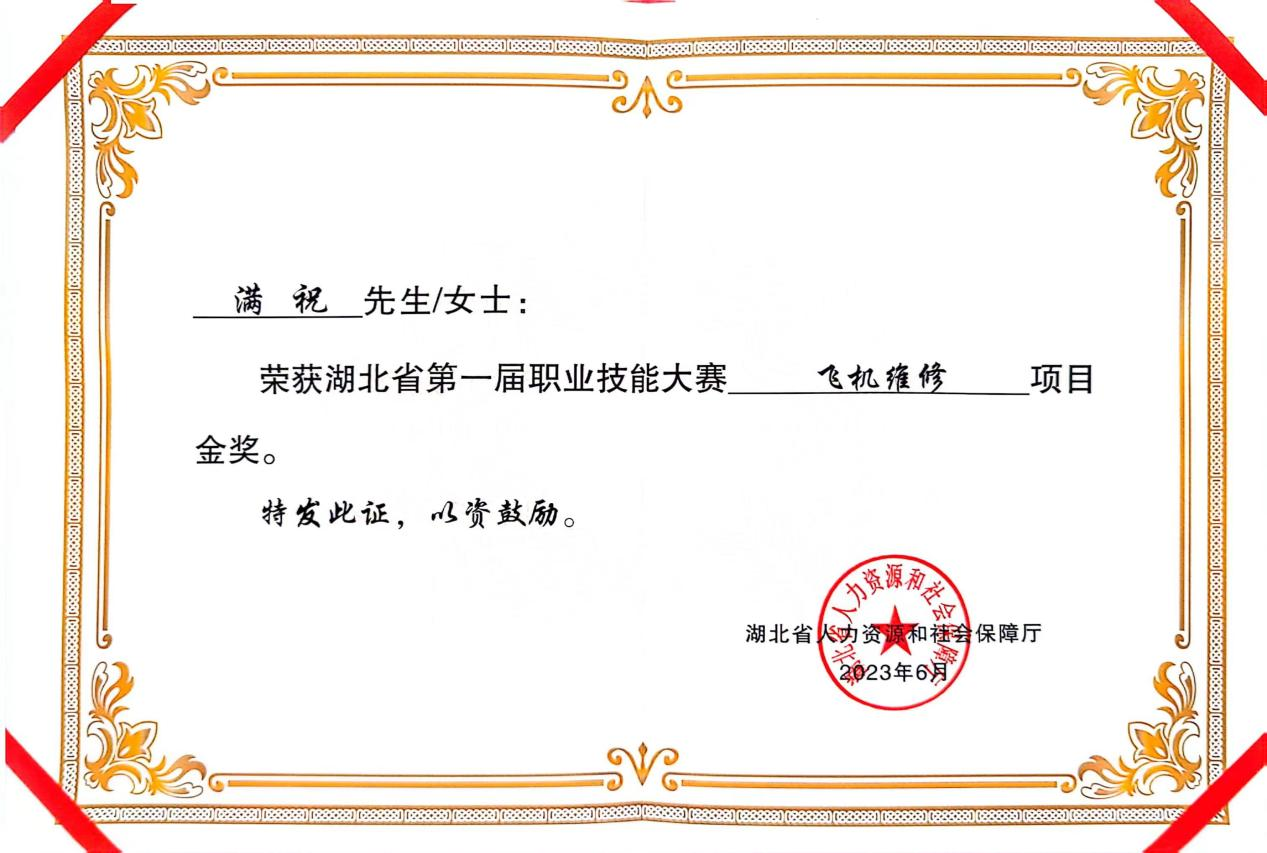 满 祝 先生/女士：
荣获湖北省第一届职业技能大赛 飞机维修 项目
金奖。
特发此证，以资鼓励。
湖北省人力资源和社会保障厅
湖北省人力资源和社会保障厅
2023年6月